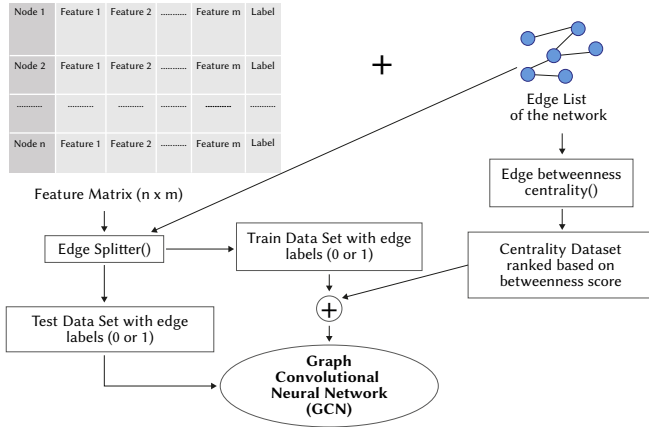 Node 1 Feature 1 Feature 2 ........... Feature m Label
Node 2 Feature 1 Feature 2 ........... Feature m Label
........... ........... ........... ........... ........... ...........
Node n Feature 1 Feature 2 ........... Feature m Label
+
Edge List
of the network
Feature Matrix (n x m)
Edge betweenness
centrality()
Edge Splitter()
Train Data Set with edge
labels (0 or 1)
Centrality Dataset
ranked based on
betweenness score
+
Test Data Set with edge
labels (0 or 1)
Graph
Convolutional
Neural Network
(GCN)